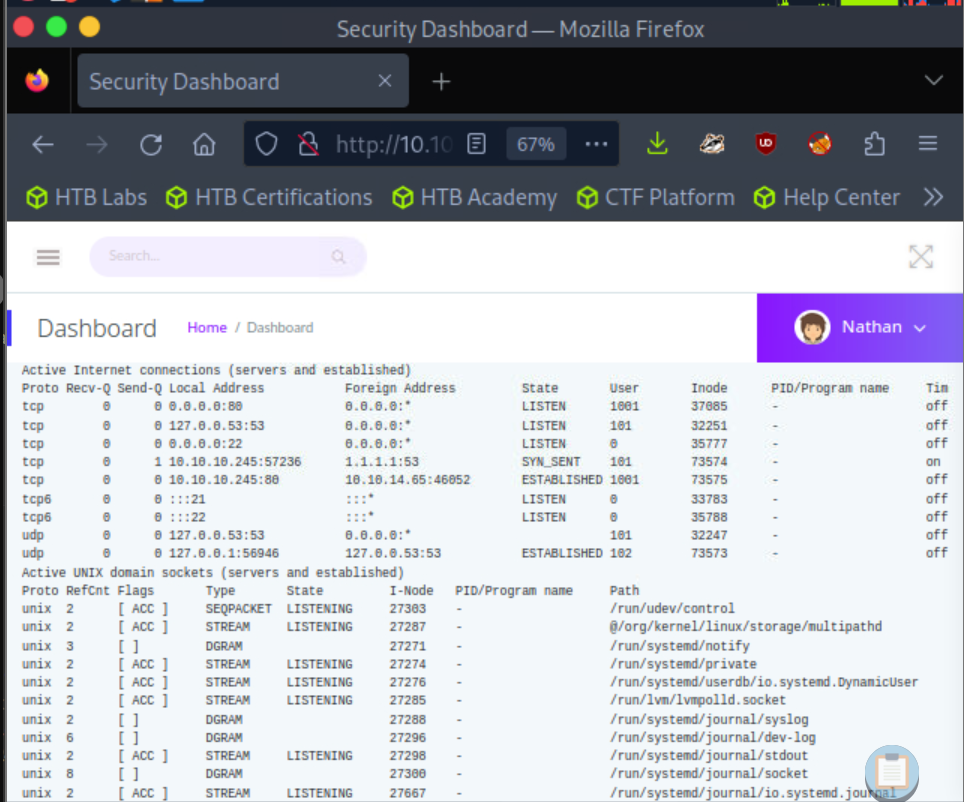 Security Dashboard — Mozilla Firefox
Security Dashboard
http://10.10 67%
HTB Labs HTB Certifications HTB Academy CTF Platform Help Center
Search...
Dashboard Home / Dashboard Nathan
Active Internet connections (servers and established)
Proto Recv-Q Send-Q Local Address Foreign Address State User Inode PID/Program name Tim
tcp 0 0 0.0.0.0:80 0.0.0.0:* LISTEN 1001 37085 - off
tcp 0 0 127.0.0.53:53 0.0.0.0:* LISTEN 101 32251 - off
tcp 0 0 0.0.0.0:22 0.0.0.0:* LISTEN 0 35777 - off
tcp 0 1 10.10.10.245:57236 1.1.1.1:53 SYN_SENT 101 73574 - on
tcp 0 0 10.10.10.245:80 10.10.14.65:46052 ESTABLISHED 1001 73575 - off
tcp6 0 0 :::21 :::* LISTEN 0 33783 - off
tcp6 0 0 :::22 :::* LISTEN 0 35788 - off
udp 0 0 127.0.0.53:53 0.0.0.0:* 101 32247 - off
udp 0 0 127.0.0.1:56946 127.0.0.53:53 ESTABLISHED 102 73573 - off
Active UNIX domain sockets (servers and established)
Proto RefCnt Flags Type State I-Node PID/Program name Path
unix 2 [ ACC ] SEQPACKET LISTENING 27303 - /run/udev/control
unix 2 [ ACC ] STREAM LISTENING 27287 - @/org/kernel/linux/storage/multipathd
unix 3 [ ] DGRAM 27271 - /run/systemd/notify
unix 2 [ ACC ] STREAM LISTENING 27274 - /run/systemd/private
unix 2 [ ACC ] STREAM LISTENING 27276 - /run/systemd/userdb/io.systemd.DynamicUser
unix 2 [ ACC ] STREAM LISTENING 27285 - /run/lvm/lvmpolld.socket
unix 2 [ ] DGRAM 27288 - /run/systemd/journal/syslog
unix 6 [ ] DGRAM 27296 - /run/systemd/journal/dev-log
unix 2 [ ACC ] STREAM LISTENING 27298 - /run/systemd/journal/stdout
unix 8 [ ] DGRAM 27300 - /run/systemd/journal/socket
unix 2 [ ACC ] STREAM LISTENING 27667 - /run/systemd/journal/io.systemd.journal